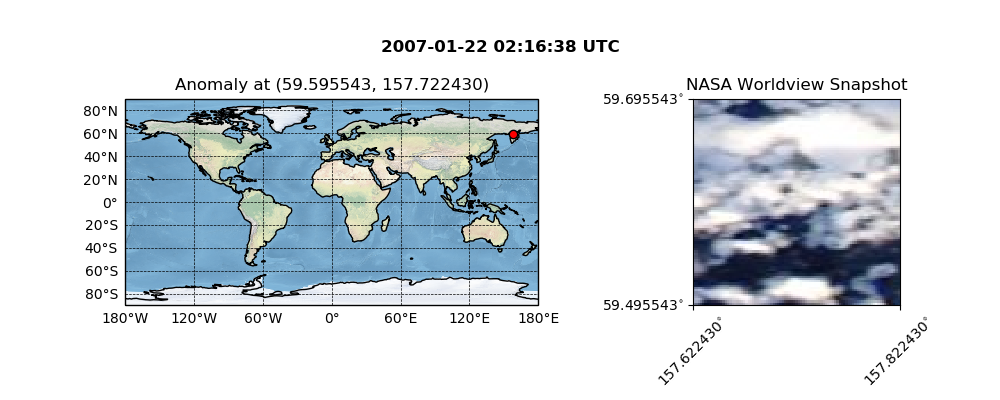 2007-01-22 02:16:38 UTC
Anomaly at (59.595543, 157.722430)
80°N
60°N
40°N
20°N
0°
20°S
40°S
60°S
80°S
180°W 120°W 60°W 0° 60°E 120°E 180°E
NASA Worldview Snapshot
59.695543°
59.495543°
157.622430° 157.822430°